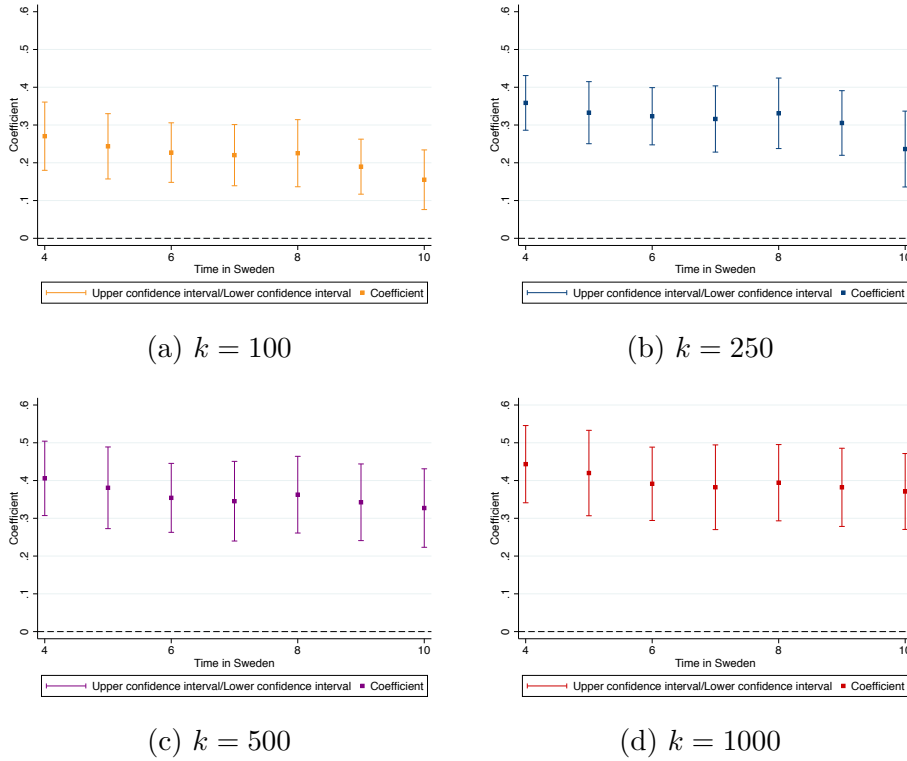 Coefficient
.6
.5
.4
.3
.2
.1
0
4 6 8 10
Time in Sweden
Upper confidence interval/Lower confidence interval Coefficient
(a) k = 100
Coefficient
.6
.5
.4
.3
.2
.1
0
4 6 8 10
Time in Sweden
Upper confidence interval/Lower confidence interval Coefficient
(b) k = 250
Coefficient
.6
.5
.4
.3
.2
.1
0
4 6 8 10
Time in Sweden
Upper confidence interval/Lower confidence interval Coefficient
(c) k = 500
Coefficient
.6
.5
.4
.3
.2
.1
0
4 6 8 10
Time in Sweden
Upper confidence interval/Lower confidence interval Coefficient
(d) k = 1000